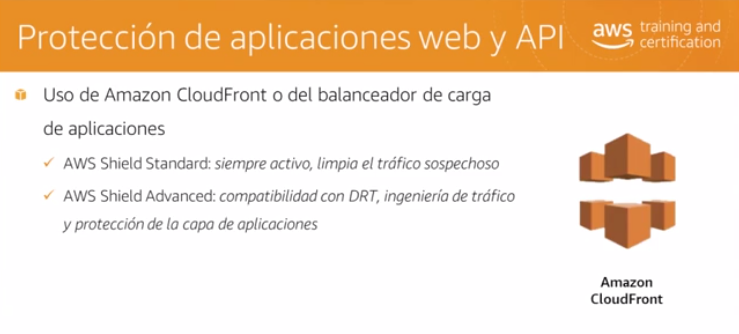 Protección de aplicaciones web y API
aws training and
certification
Uso de Amazon CloudFront o del balanceador de carga
de aplicaciones
✓ AWS Shield Standard: siempre activo, limpia el tráfico sospechoso
✓ AWS Shield Advanced: compatibilidad con DRT, ingeniería de tráfico
y protección de la capa de aplicaciones
Amazon
CloudFront